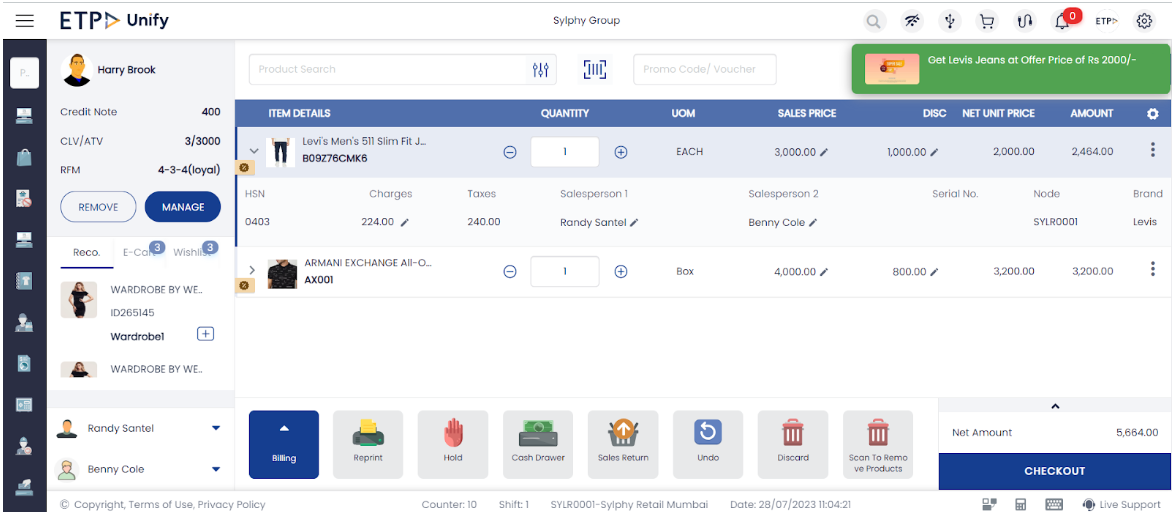 ETP Unify
Sylphy Group
0
ETP
P..
Harry Brook
Product Search
Promo Code/ Voucher
Get Levis Jeans at Offer Price of Rs 2000/-
Credit Note 400
CLV/ATV 3/3000
RFM 4-3-4(loyal)
REMOVE MANAGE
ITEM DETAILS QUANTITY UOM SALES PRICE DISC NET UNIT PRICE AMOUNT
Levi's Men's 511 Slim Fit J...
B09Z76CMK6
1 EACH 3,000.00 1,000.00 2,000.00 2,464.00
HSN Charges Taxes Salesperson 1 Salesperson 2 Serial No. Node Brand
0403 224.00 240.00 Randy Santel Benny Cole SYLR0001 Levis
ARMANI EXCHANGE All-O...
AX001
1 Box 4,000.00 800.00 3,200.00 3,200.00
Reco. E-Cart 3 Wishlist 3
WARDROBE BY WE..
ID265145
Wardrobe1
WARDROBE BY WE..
Randy Santel
Benny Cole
Billing
Reprint
Hold
Cash Drawer
Sales Return
Undo
Discard
Scan To Remo
ve Products
Net Amount 5,664.00
CHECKOUT
© Copyright, Terms of Use, Privacy Policy Counter: 10 Shift: 1 SYLR0001-Sylphy Retail Mumbai Date: 28/07/2023 11:04:21 Live Support